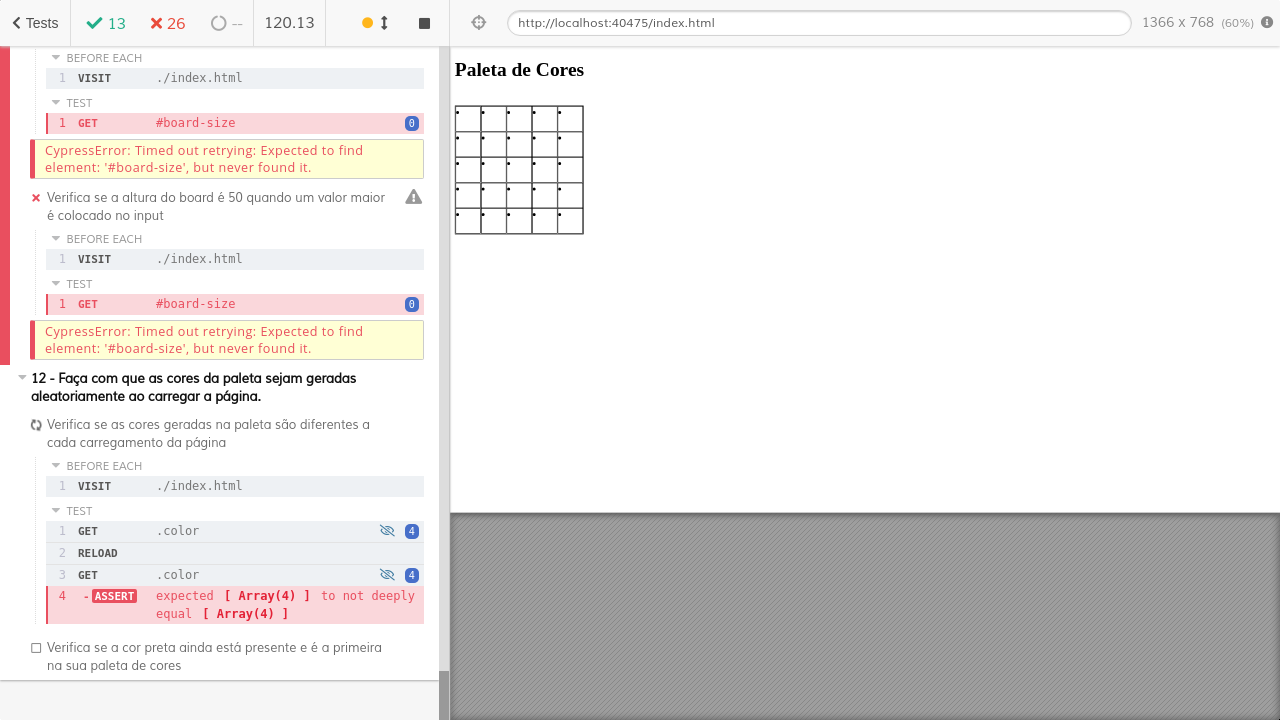 Tests
13
26
--
120.13
http://localhost:40475/index.html
1366 x 768 (60%)
BEFORE EACH
1 VISIT ./index.html
TEST
1 GET #board-size 0
CypressError: Timed out retrying: Expected to find
element: '#board-size', but never found it.
Verifica se a altura do board é 50 quando um valor maior
é colocado no input
BEFORE EACH
1 VISIT ./index.html
TEST
1 GET #board-size 0
CypressError: Timed out retrying: Expected to find
element: '#board-size', but never found it.
12 - Faça com que as cores da paleta sejam geradas
aleatoriamente ao carregar a página.
Verifica se as cores geradas na paleta são diferentes a
cada carregamento da página
BEFORE EACH
1 VISIT ./index.html
TEST
1 GET .color 4
2 RELOAD
3 GET .color 4
4 -ASSERT expected [ Array(4) ] to not deeply
equal [ Array(4) ]
Verifica se a cor preta ainda está presente e é a primeira
na sua paleta de cores
Paleta de Cores